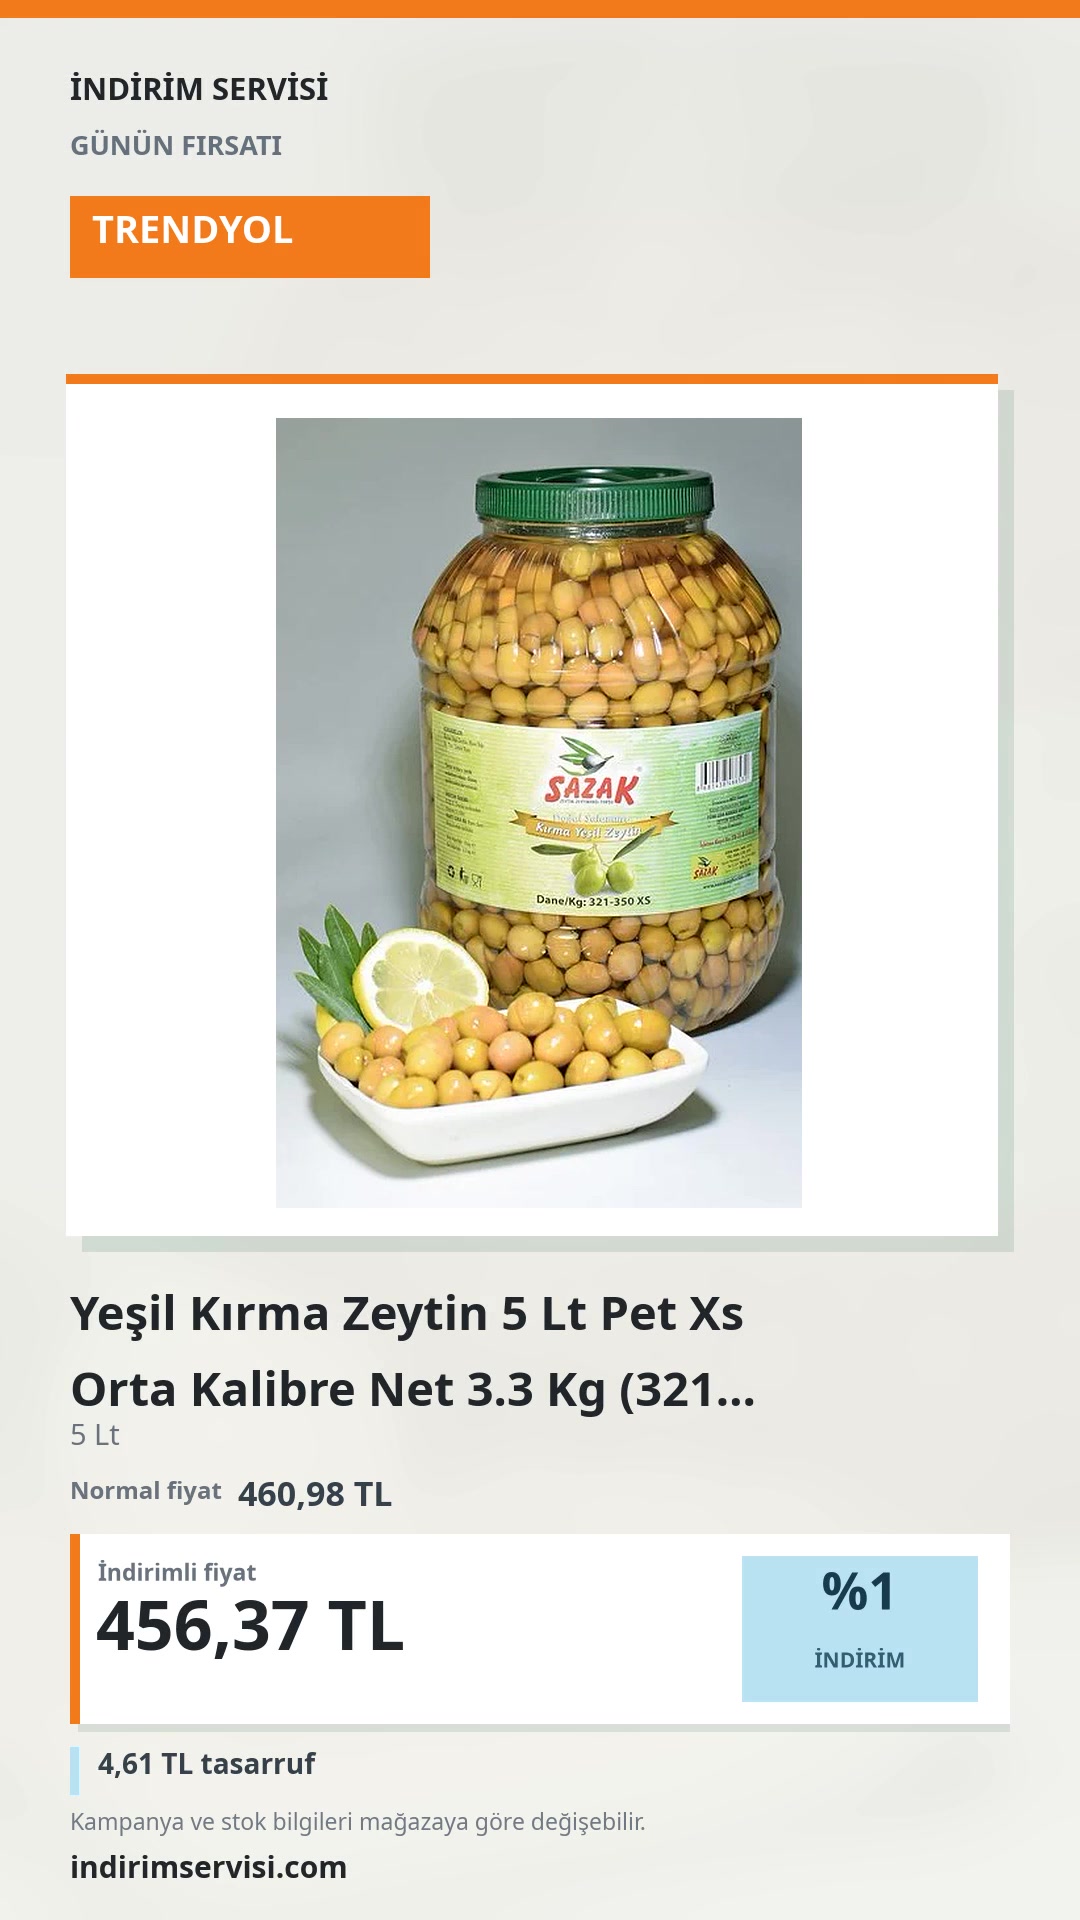 İNDİRİM SERVİSİ
GÜNÜN FIRSATI
TRENDYOL
SAZAK
Doğal Salamura
Kırma Yeşil Zeytin
SAZAK
Dane/Kg: 321-350 XS
Yeşil Kırma Zeytin 5 Lt Pet Xs
Orta Kalibre Net 3.3 Kg (321...
5 Lt
Normal fiyat 460,98 TL
İndirimli fiyat
456,37 TL
%1
İNDİRİM
4,61 TL tasarruf
Kampanya ve stok bilgileri mağazaya göre değişebilir.
indirimservisi.com